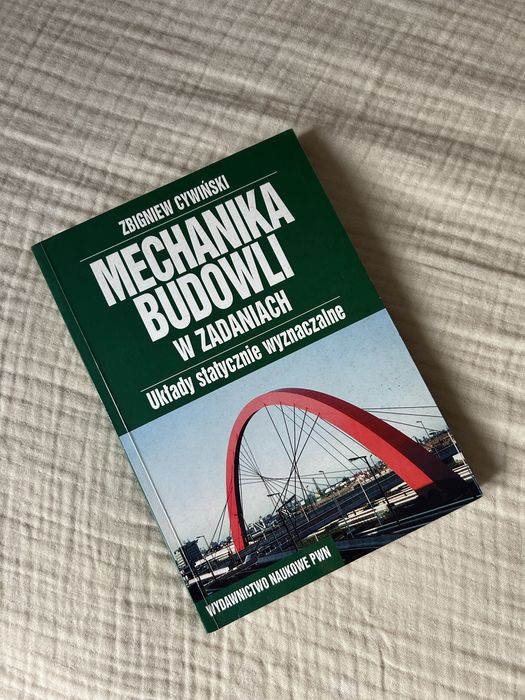 ZBIGNIEW CYWIŃSKI
MECHANIKA
BUDOWLI
W ZADANIACH
Układy statycznie wyznaczalne
WYDAWNICTWO NAUKOWE PWN